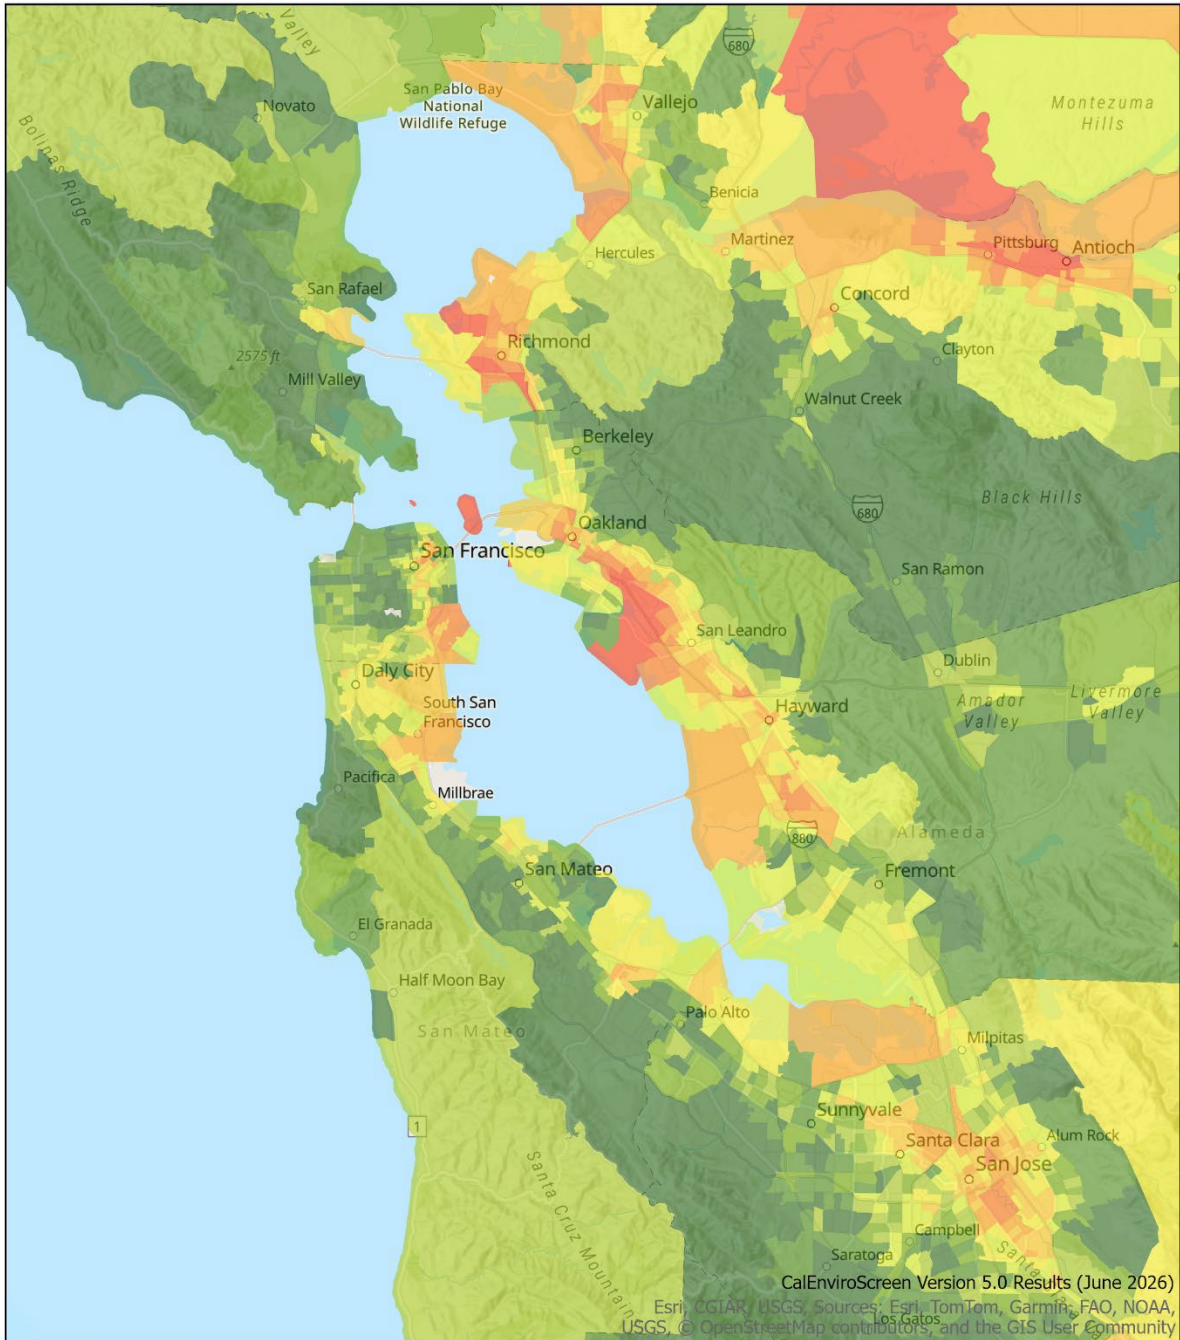 Valley
680
San Pablo Bay
National
Wildlife Refuge
Novato
Vallejo
Montezuma
Hills
Bolinas Ridge
Benicia
Martinez
Pittsburg
Antioch
Hercules
San Rafael
Concord
Richmond
Clayton
2575 ft
Mill Valley
Walnut Creek
Berkeley
Black Hills
680
Oakland
San Francisco
San Ramon
San Leandro
Dublin
Daly City
Amador
Valley
Livermore
Valley
South San
Francisco
Hayward
Pacifica
Millbrae
880
Alameda
San Mateo
Fremont
El Granada
Half Moon Bay
San Mateo
Palo Alto
Milpitas
Sunnyvale
1
Santa Clara
Alum Rock
San Jose
Santa Cruz Mountains
Campbell
Santa
Saratoga
CalEnviroScreen Version 5.0 Results (June 2026)
Esri, CGIAR, USGS, Sources: Esri, TomTom, Garmin, FAO, NOAA,
Los Gatos
USGS, © OpenStreetMap contributors, and the GIS User Community